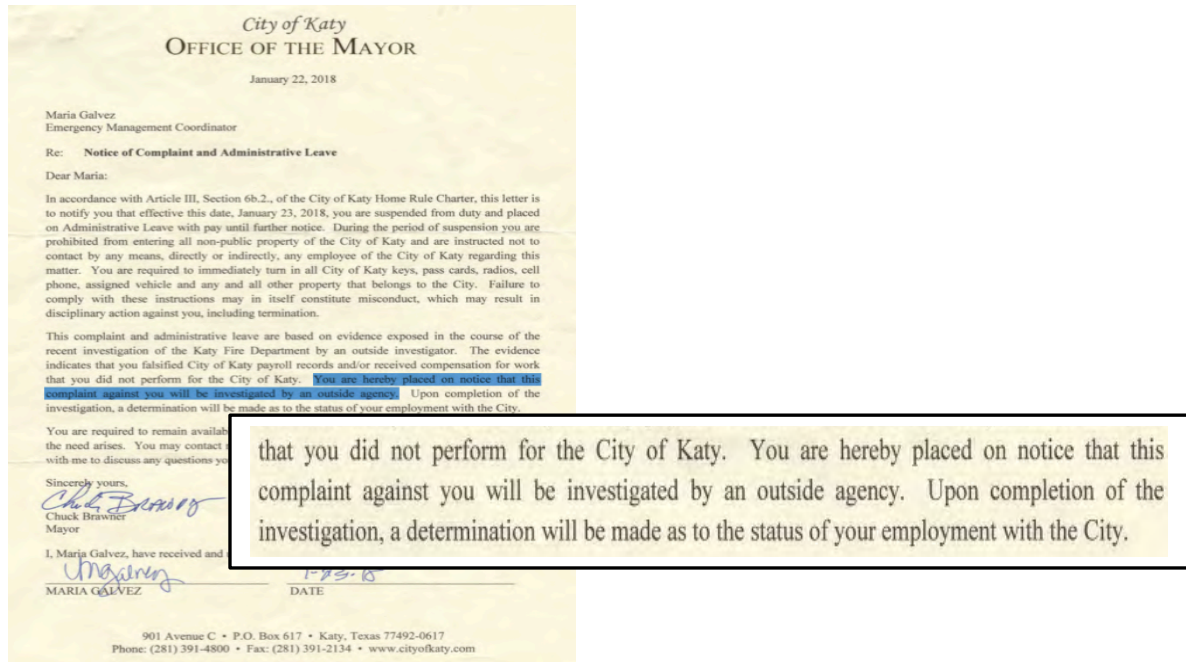 City of Katy
OFFICE OF THE MAYOR
January 22, 2018
Maria Galvez
Emergency Management Coordinator
Re: Notice of Complaint and Administrative Leave
Dear Maria:
In accordance with Article III, Section 6b.2., of the City of Katy Home Rule Charter, this letter is
to notify you that effective this date, January 23, 2018, you are suspended from duty and placed
on Administrative Leave with pay until further notice. During the period of suspension you are
prohibited from entering all non-public property of the City of Katy and are instructed not to
contact by any means, directly or indirectly, any employee of the City of Katy regarding this
matter. You are required to immediately turn in all City of Katy keys, pass cards, radios, cell
phone, assigned vehicle and any and all other property that belongs to the City. Failure to
comply with these instructions may in itself constitute misconduct, which may result in
disciplinary action against you, including termination.
This complaint and administrative leave are based on evidence exposed in the course of the
recent investigation of the Katy Fire Department by an outside investigator. The evidence
indicates that you falsified City of Katy payroll records and/or received compensation for work
that you did not perform for the City of Katy. You are hereby placed on notice that this
complaint against you will be investigated by an outside agency. Upon completion of the
investigation, a determination will be made as to the status of your employment with the City.
You are required to remain
the need arises. You may contact
with me to discuss any questions
that you did not perform for the City of Katy. You are hereby placed on notice that this
complaint against you will be investigated by an outside agency. Upon completion of the
investigation, a determination will be made as to the status of your employment with the City.
Sincerely yours,
Chuck Brawner
Chuck Brawner
Mayor
I, Maria Galvez, have received and
MARIA GALVEZ DATE
901 Avenue C • P.O. Box 617 • Katy, Texas 77492-0617
Phone: (281) 391-4800 • Fax: (281) 391-2134 • www.cityofkaty.com